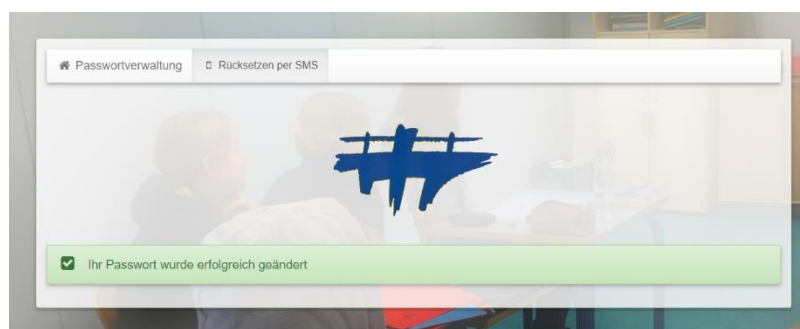 Passwortverwaltung
Rücksetzen per SMS
Ihr Passwort wurde erfolgreich geändert